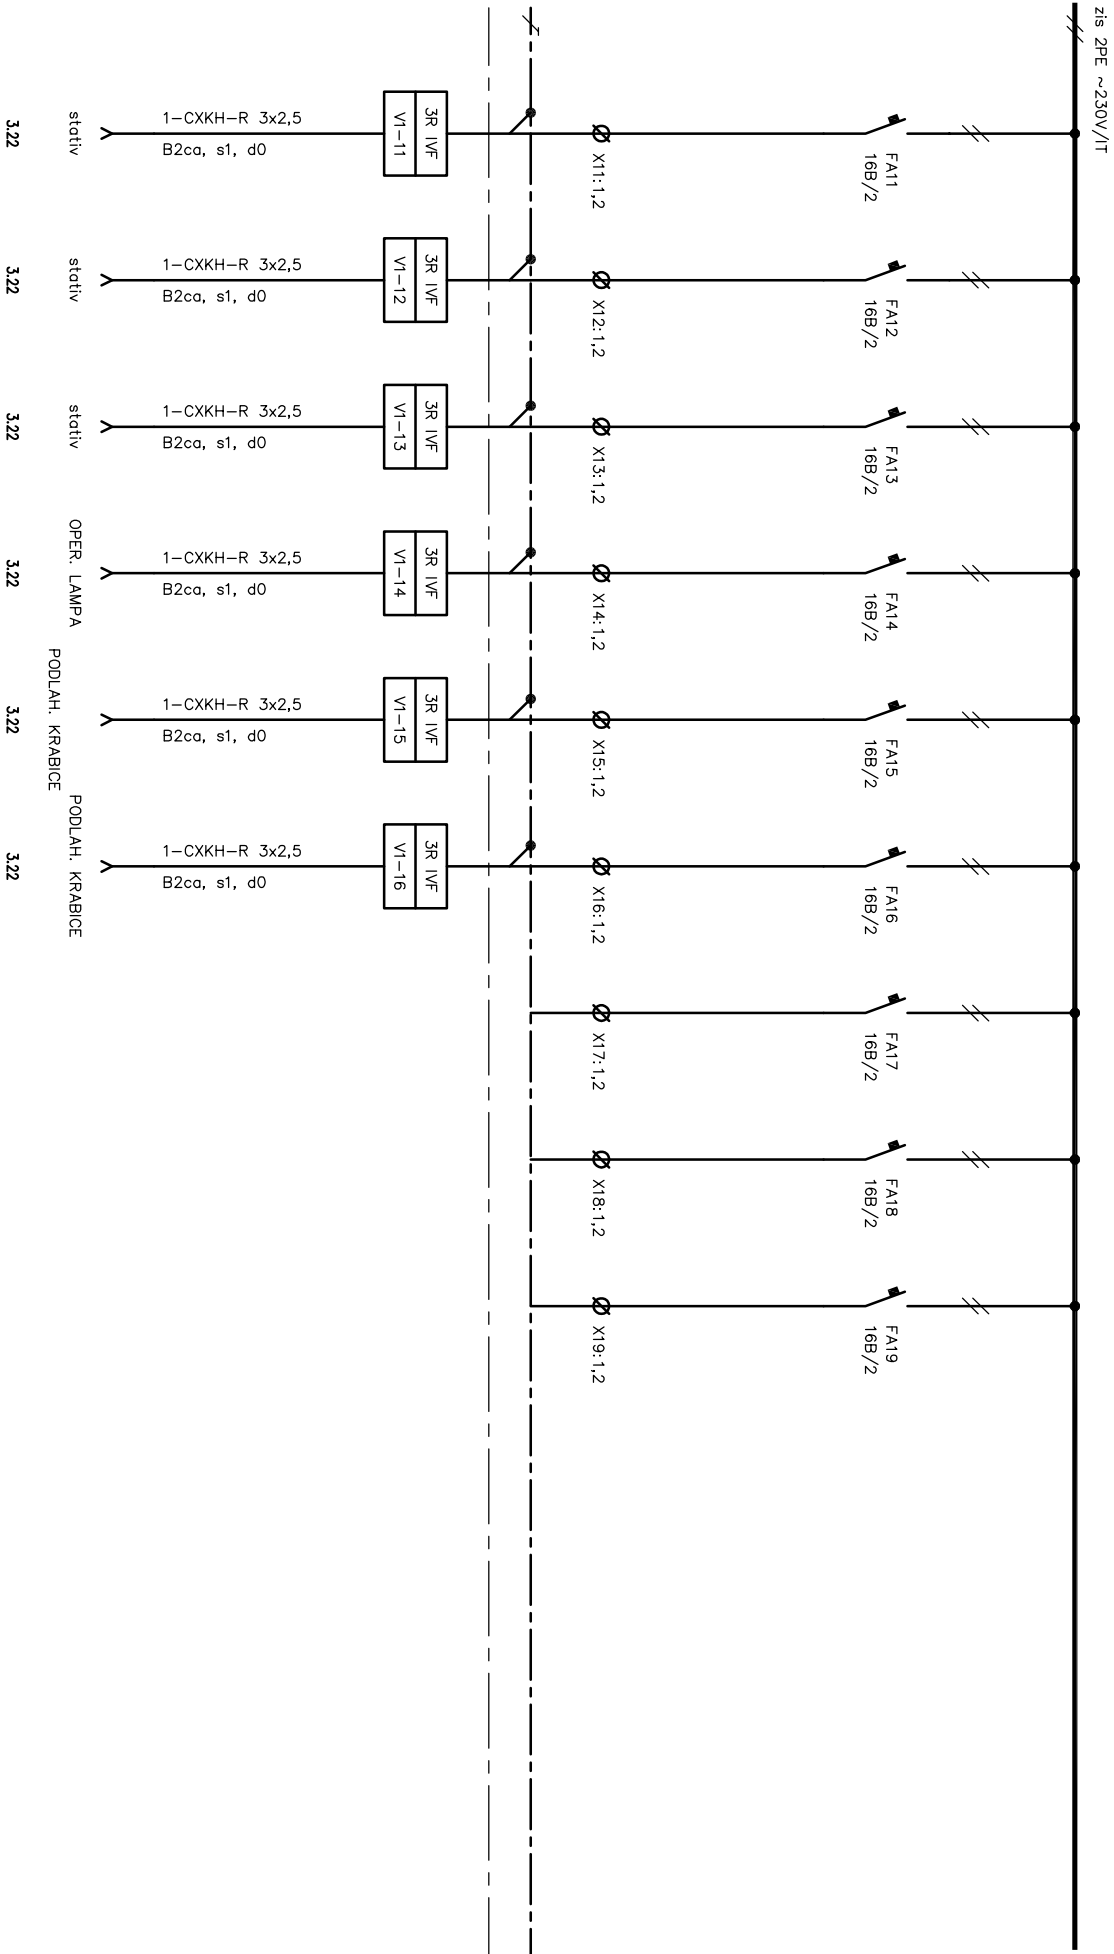 zis 2PE ~230V/IT
FA11
16B/2
FA12
16B/2
FA13
16B/2
FA14
16B/2
FA15
16B/2
FA16
16B/2
FA17
16B/2
FA18
16B/2
FA19
16B/2
X11:1,2
X12:1,2
X13:1,2
X14:1,2
X15:1,2
X16:1,2
X17:1,2
X18:1,2
X19:1,2
3R IVF
V1-11
3R IVF
V1-12
3R IVF
V1-13
3R IVF
V1-14
3R IVF
V1-15
3R IVF
V1-16
1-CXKH-R 3x2,5
B2ca, s1, d0
1-CXKH-R 3x2,5
B2ca, s1, d0
1-CXKH-R 3x2,5
B2ca, s1, d0
1-CXKH-R 3x2,5
B2ca, s1, d0
1-CXKH-R 3x2,5
B2ca, s1, d0
1-CXKH-R 3x2,5
B2ca, s1, d0
stativ
stativ
stativ
OPER. LAMPA
PODLAH. KRABICE
PODLAH. KRABICE
3.22
3.22
3.22
3.22
3.22
3.22